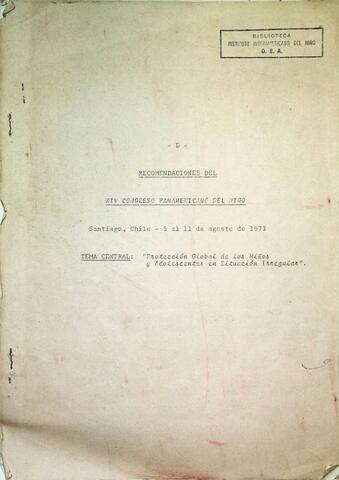 BIBLIOTECA
INSTITUTO INTERAMERICANO DEL NIÑO
O. E. A.
- D -
RECOMENDACIONES DEL
XIV CONGRESO PANAMERICANO DEL NIÑO
Santiago, Chile - 5 al 11 de agosto de 1973
TEMA CENTRAL: "Protección Global de los Niños
y Adolescentes en Situación Irregular".